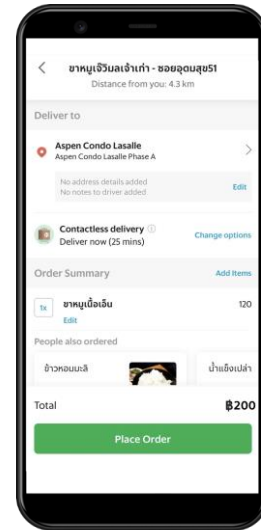 ขาหมูเจ๊วิมลเจ้าเก่า - ซอยอุดมสุข51
Distance from you: 4.3 km
Deliver to
Aspen Condo Lasalle
Aspen Condo Lasalle Phase A
No address details added
No notes to driver added
Edit
Contactless delivery
Deliver now (25 mins)
Change options
Order Summary
Add Items
1x
ขาหมูเนื้อเอ็น
120
Edit
People also ordered
ข้าวหอมมะลิ
น้ำแข็งเปล่า
Total
฿200
Place Order